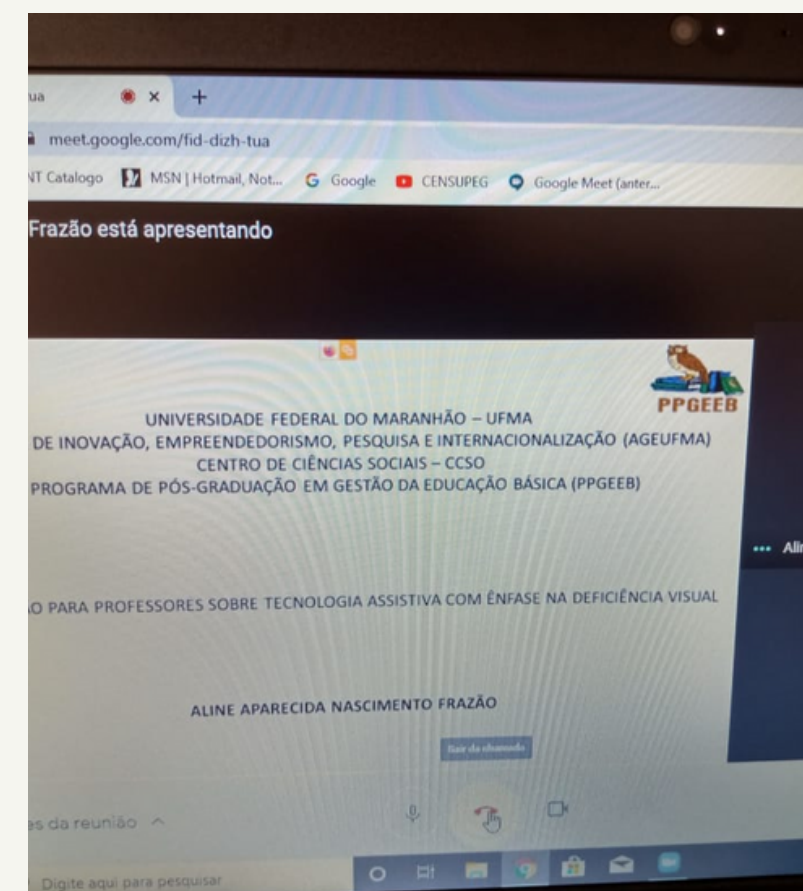 ua
meet.google.com/fid-dizh-tua
NT Catalogo MSN | Hotmail, Not... Google CENSUPEG Google Meet (anter...
Frazão está apresentando
PPGEEB
UNIVERSIDADE FEDERAL DO MARANHÃO – UFMA
DE INOVAÇÃO, EMPREENDEDORISMO, PESQUISA E INTERNACIONALIZAÇÃO (AGEUFMA)
CENTRO DE CIÊNCIAS SOCIAIS – CCSO
PROGRAMA DE PÓS-GRADUAÇÃO EM GESTÃO DA EDUCAÇÃO BÁSICA (PPGEEB)
... Alin
ÃO PARA PROFESSORES SOBRE TECNOLOGIA ASSISTIVA COM ÊNFASE NA DEFICIÊNCIA VISUAL
ALINE APARECIDA NASCIMENTO FRAZÃO
Sair da chamada
es da reunião
Digite aqui para pesquisar